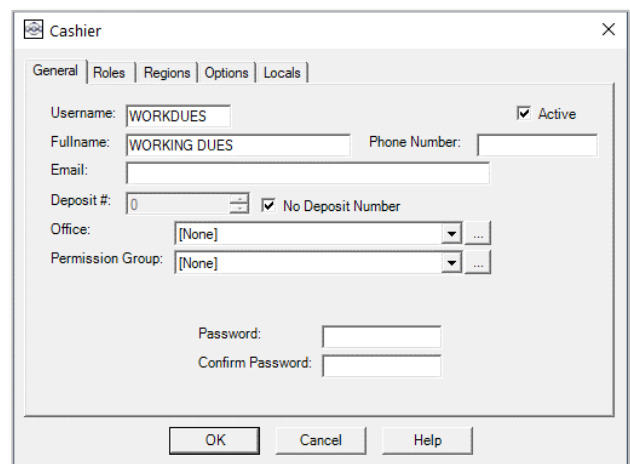 Cashier
General Roles Regions Options Locals
Username: WORKDUES Active
Fullname: WORKING DUES Phone Number:
Email:
Deposit #: 0 No Deposit Number
Office: [None] ...
Permission Group: [None] ...
Password:
Confirm Password:
OK Cancel Help